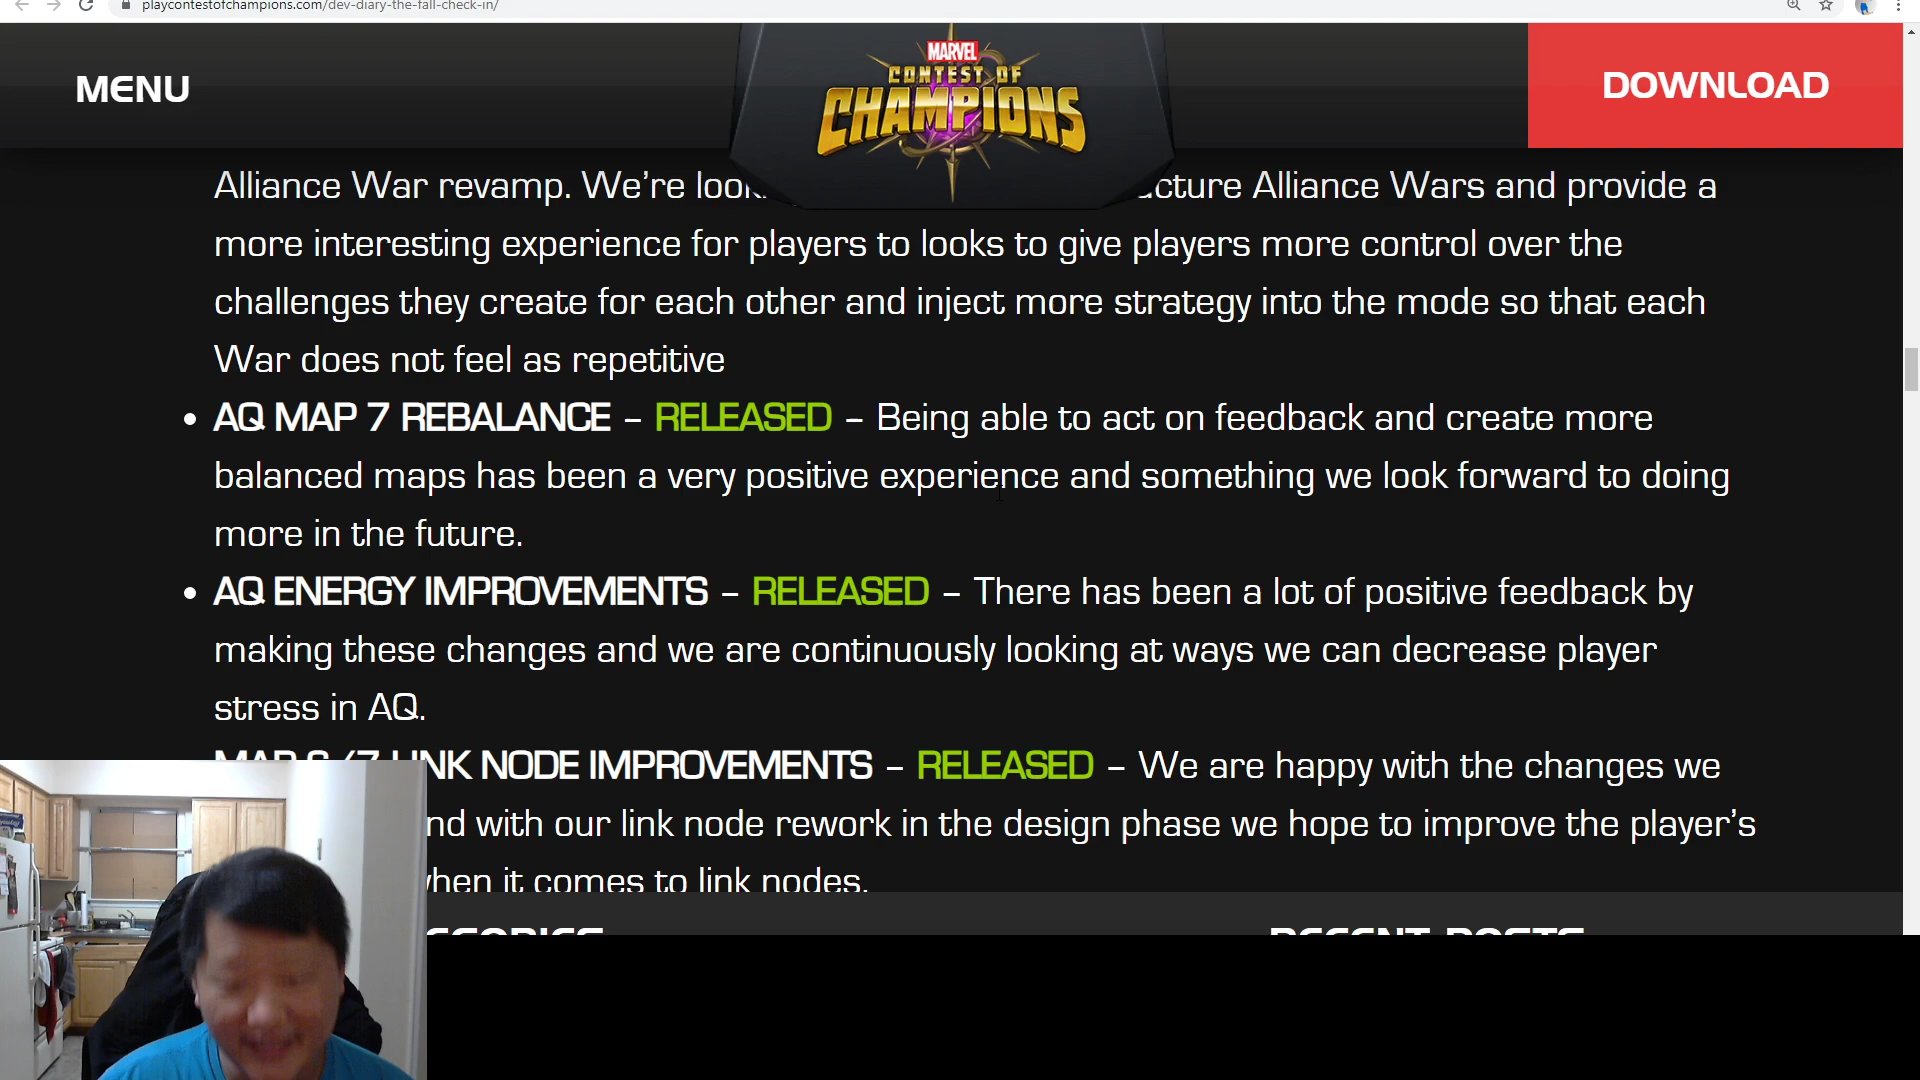 playcontestofchampions.com/dev-diary-the-fall-check-in/
MENU
MARVEL
CONTEST OF
CHAMPIONS
DOWNLOAD
Alliance War revamp. We're look cture Alliance Wars and provide a
more interesting experience for players to looks to give players more control over the
challenges they create for each other and inject more strategy into the mode so that each
War does not feel as repetitive
• AQ MAP 7 REBALANCE – RELEASED – Being able to act on feedback and create more
balanced maps has been a very positive experience and something we look forward to doing
more in the future.
• AQ ENERGY IMPROVEMENTS – RELEASED – There has been a lot of positive feedback by
making these changes and we are continuously looking at ways we can decrease player
stress in AQ.
NODE IMPROVEMENTS – RELEASED – We are happy with the changes we
with our link node rework in the design phase we hope to improve the player's
when it comes to link nodes.
RECENT POSTS